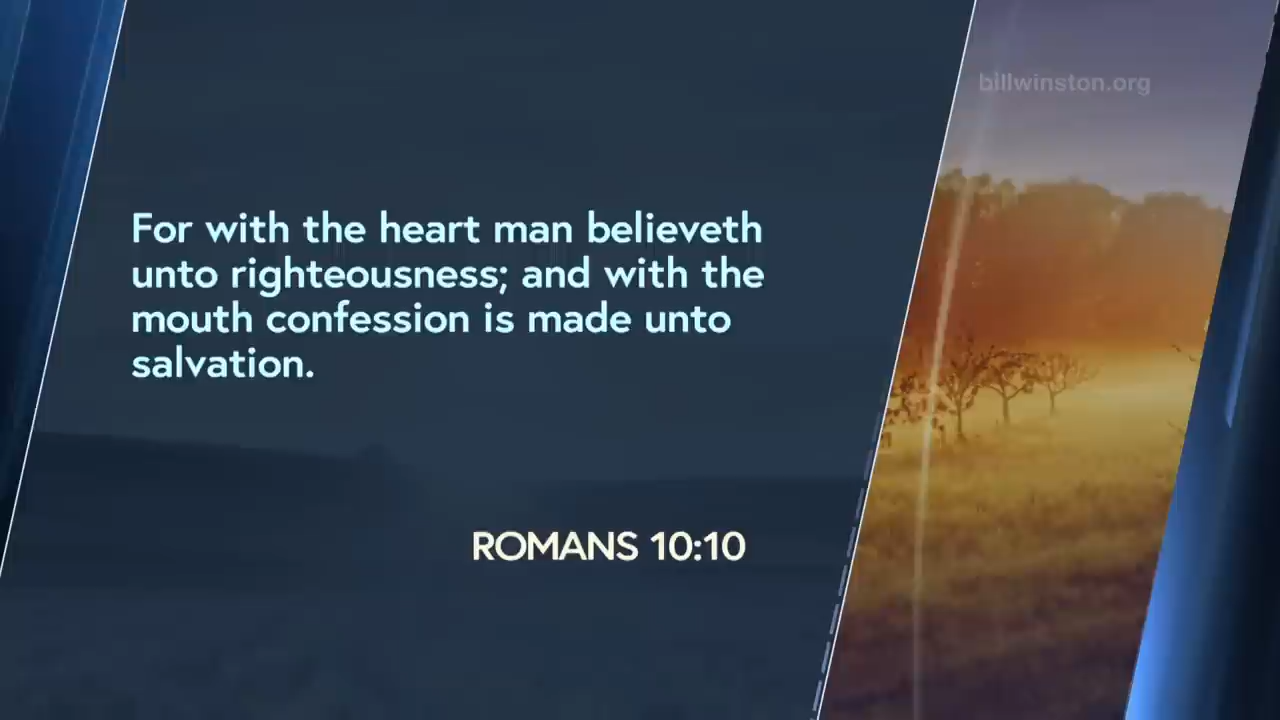 billwinston.org
For with the heart man believeth
unto righteousness; and with the
mouth confession is made unto
salvation.
ROMANS 10:10